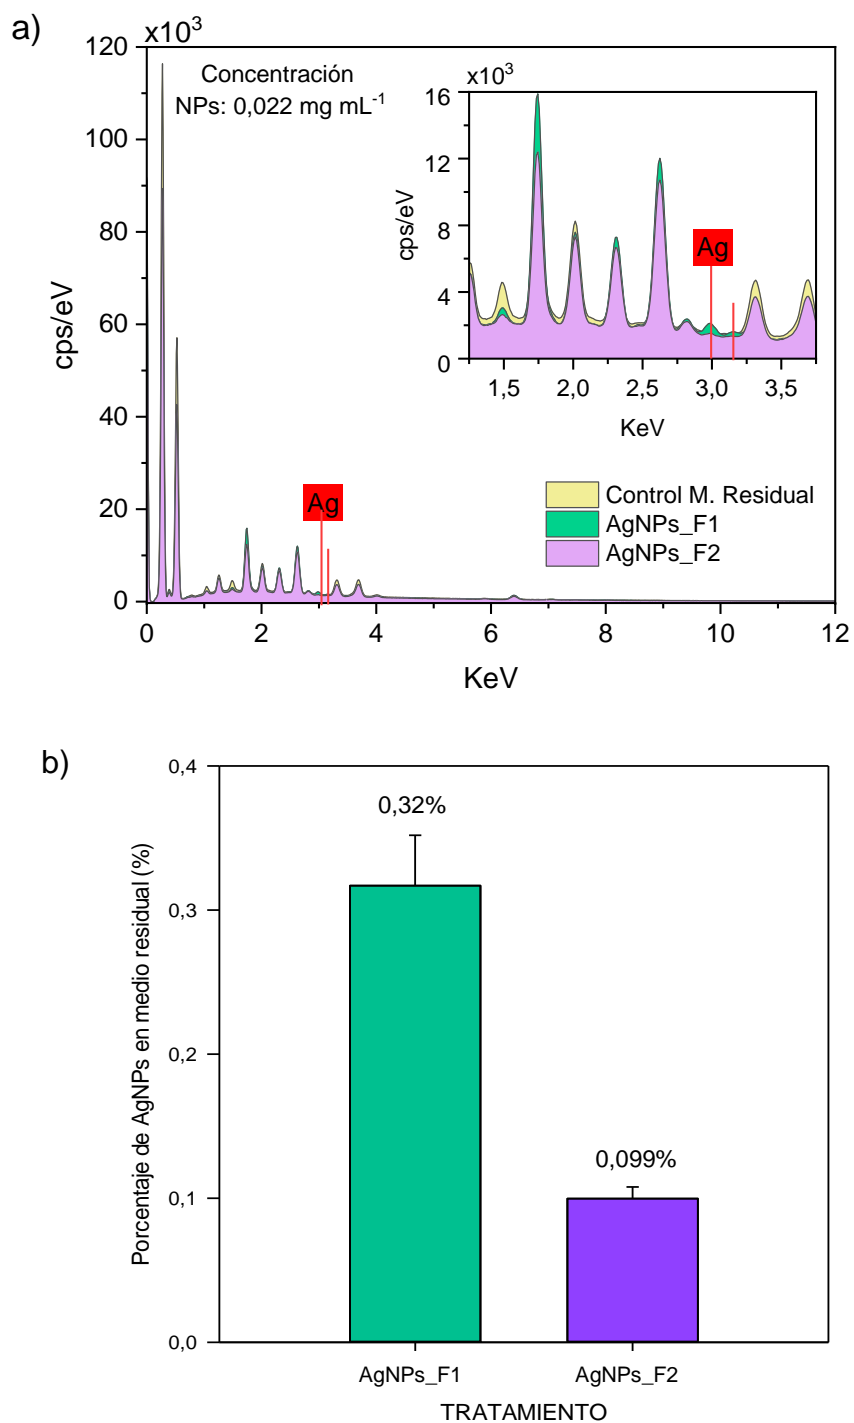 a)
x10³
120
100
80
60
40
20
0
cps/eV
Concentración
NPs: 0,022 mg mL⁻¹
x10³
16
12
8
4
0
cps/eV
Ag
1,5 2,0 2,5 3,0 3,5
KeV
Ag
Control M. Residual
AgNPs_F1
AgNPs_F2
0 2 4 6 8 10 12
KeV
b)
0,4
0,3
0,2
0,1
0,0
Porcentaje de AgNPs en medio residual (%)
0,32%
0,099%
AgNPs_F1 AgNPs_F2
TRATAMIENTO